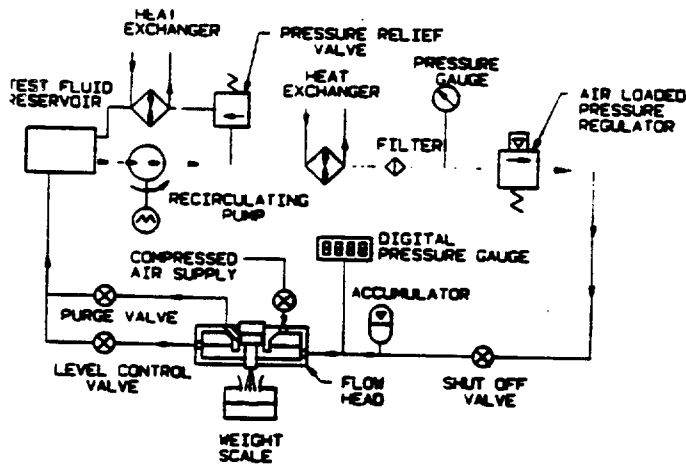 HEAT
EXCHANGER
PRESSURE RELIEF
VALVE
HEAT
EXCHANGER
PRESSURE
GAUGE
AIR LOADED
PRESSURE
REGULATOR
TEST FLUID
RESERVOIR
FILTER
RECIRCULATING
PUMP
8888
DIGITAL
PRESSURE GAUGE
COMPRESSED
AIR SUPPLY
ACCUMULATOR
PURGE VALVE
LEVEL CONTROL
VALVE
FLOW
HEAD
SHUT OFF
VALVE
WEIGHT
SCALE